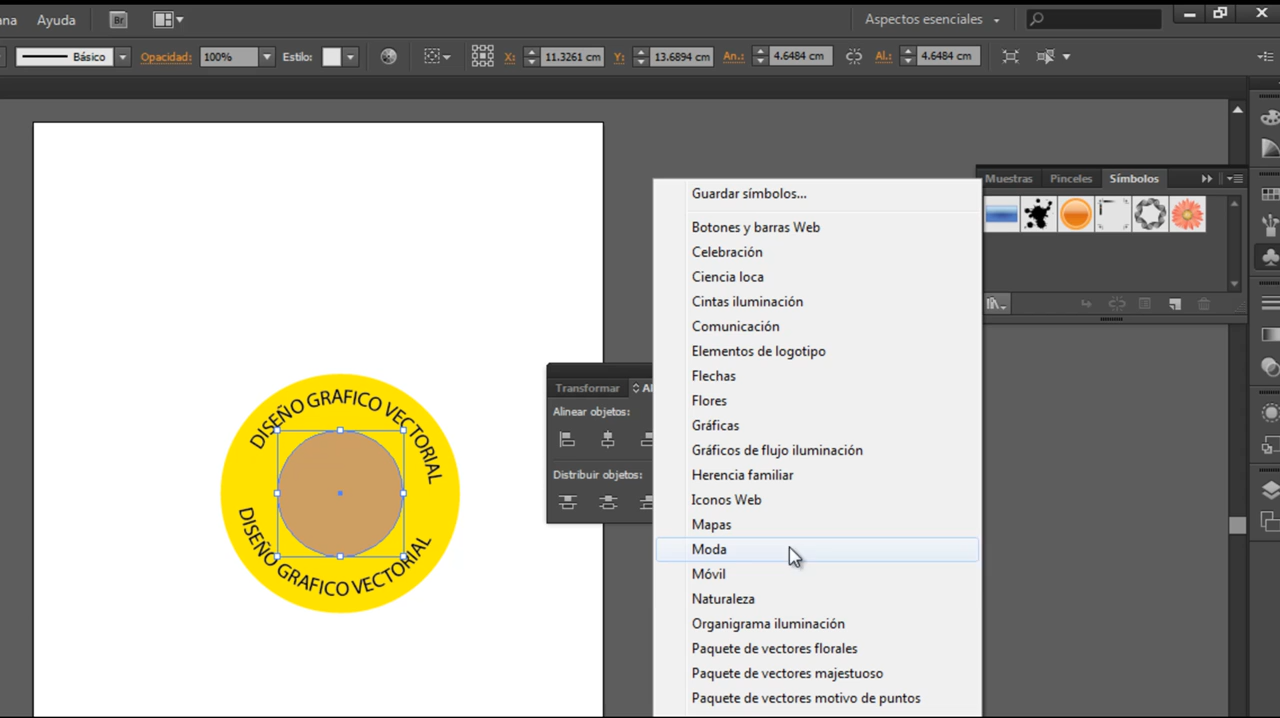 na Ayuda Br Aspectos esenciales
Básico Opacidad: 100% Estilo: X: 11.3261 cm Y: 13.6894 cm An.: 4.6484 cm Al.: 4.6484 cm
Muestras Pinceles Símbolos
Guardar símbolos...
Botones y barras Web
Celebración
Ciencia loca
Cintas iluminación
Comunicación
Elementos de logotipo
Flechas
Flores
Gráficas
Gráficos de flujo iluminación
Herencia familiar
Iconos Web
Mapas
Moda
Móvil
Naturaleza
Organigrama iluminación
Paquete de vectores florales
Paquete de vectores majestuoso
Paquete de vectores motivo de puntos
Transformar Al
Alinear objetos:
Distribuir objetos:
DISEÑO GRAFICO VECTORIAL
DISEÑO GRAFICO VECTORIAL